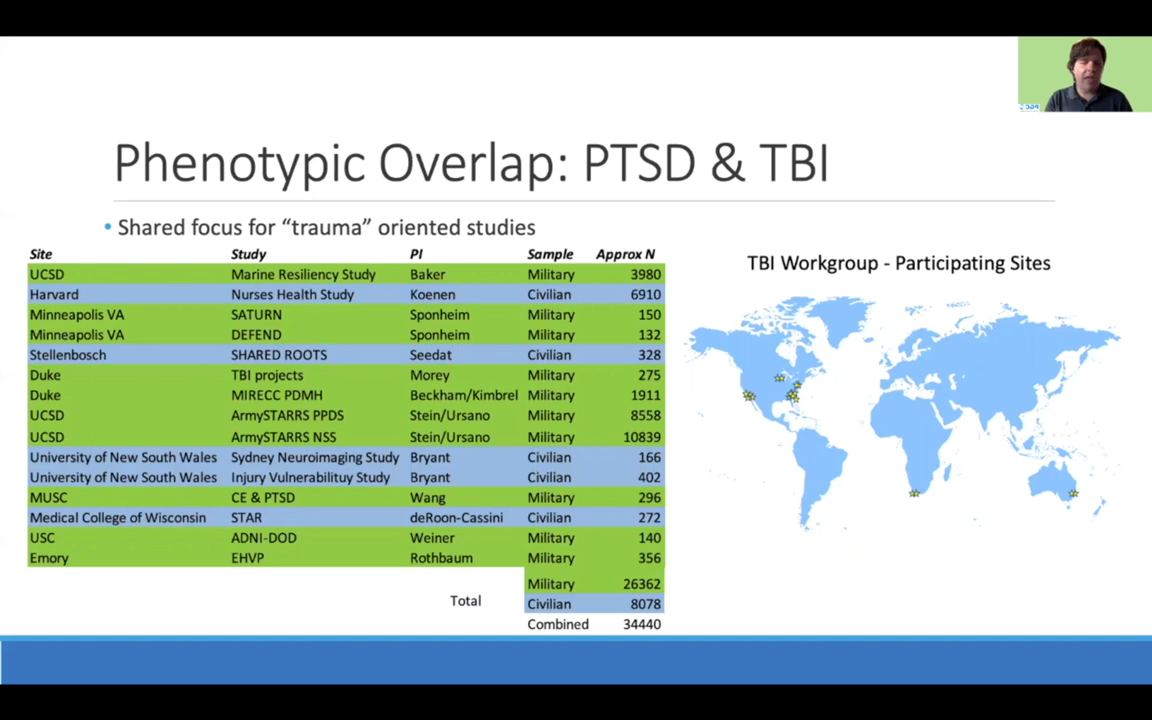 Phenotypic Overlap: PTSD & TBI
• Shared focus for “trauma” oriented studies
Site Study PI Sample Approx N
UCSD Marine Resiliency Study Baker Military 3980
Harvard Nurses Health Study Koenen Civilian 6910
Minneapolis VA SATURN Sponheim Military 150
Minneapolis VA DEFEND Sponheim Military 132
Stellenbosch SHARED ROOTS Seedat Civilian 328
Duke TBI projects Morey Military 275
Duke MIRECC PDMH Beckham/Kimbrel Military 1911
UCSD ArmySTARRS PPDS Stein/Ursano Military 8558
UCSD ArmySTARRS NSS Stein/Ursano Military 10839
University of New South Wales Sydney Neuroimaging Study Bryant Civilian 166
University of New South Wales Injury Vulnerabilituy Study Bryant Civilian 402
MUSC CE & PTSD Wang Military 296
Medical College of Wisconsin STAR deRoon-Cassini Civilian 272
USC ADNI-DOD Weiner Military 140
Emory EHVP Rothbaum Military 356
Total
Military 26362
Civilian 8078
Combined 34440
TBI Workgroup - Participating Sites